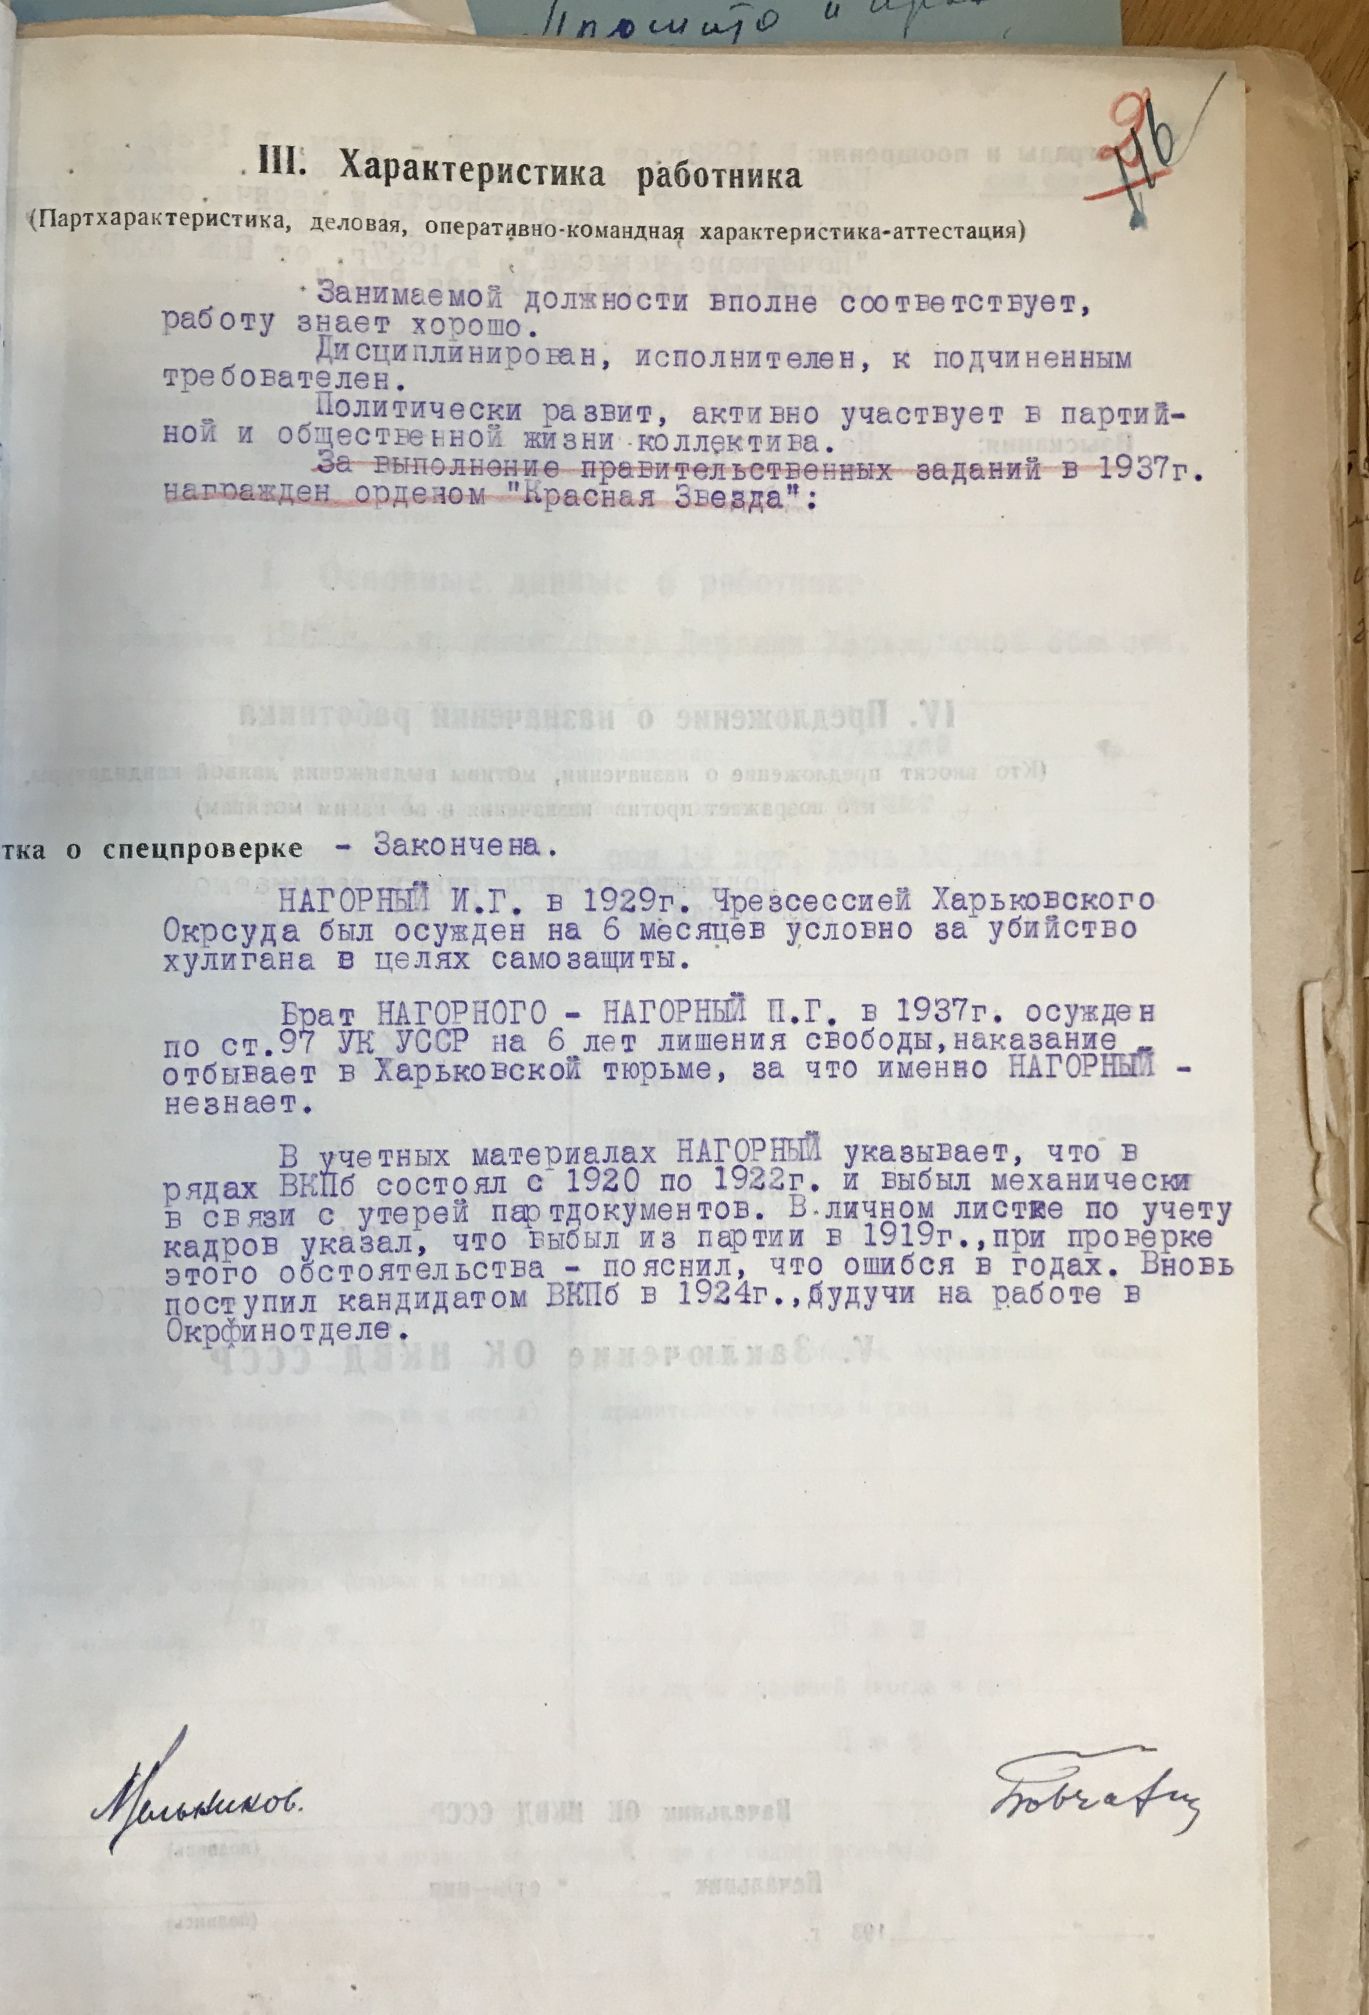 116
III. Характеристика работника
(Партхарактеристика, деловая, оперативно-командная характеристика-аттестация)
Занимаемой должности вполне соответствует,
работу знает хорошо.
Дисциплинирован, исполнителен, к подчиненным
требователен.
Политически развит, активно участвует в партий-
ной и общественной жизни коллектива.
За выполнение правительственных заданий в 1937г.
награжден орденом "Красная Звезда":
тка о спецпроверке - Закончена.
НАГОРНЫЙ И.Г. в 1929г. Чрезсессией Харьковского
Окрсуда был осужден на 6 месяцев условно за убийство
хулигана в целях самозащиты.
Брат НАГОРНОГО - НАГОРНЫЙ П.Г. в 1937г. осужден
по ст.97 УК УССР на 6 лет лишения свободы,наказание
отбывает в Харьковской тюрьме, за что именно НАГОРНЫЙ -
незнает.
В учетных материалах НАГОРНЫЙ указывает, что в
рядах ВКПб состоял с 1920 по 1922г. и выбыл механически
в связи с утерей партдокументов. В личном листке по учету
кадров указал, что выбыл из партии в 1919г.,при проверке
этого обстоятельства - пояснил, что ошибся в годах. Вновь
поступил кандидатом ВКПб в 1924г.,будучи на работе в
Окрфинотделе.
Мельников.